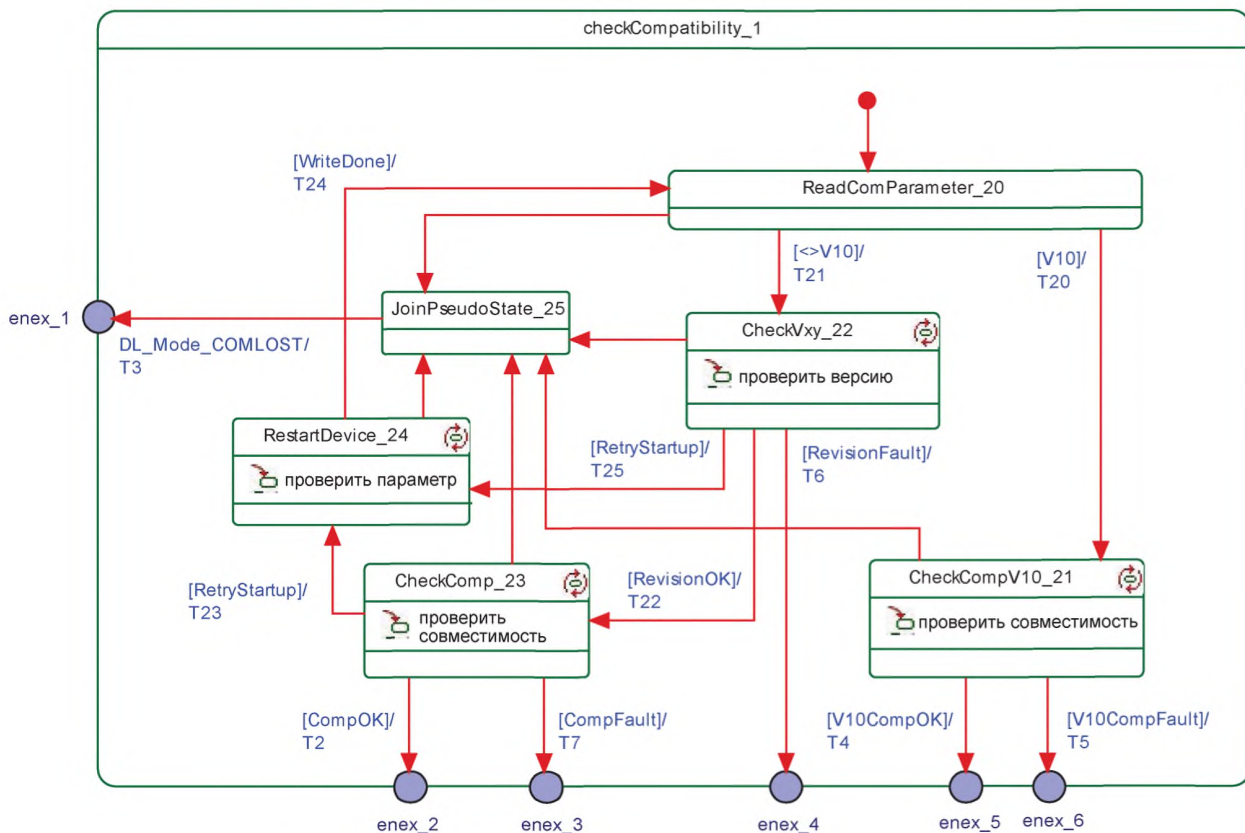 checkCompatibility_1
[WriteDone]/
T24
ReadComParameter_20
[<>V10]/
T21
[V10]/
T20
enex_1
JoinPseudoState_25
DL_Mode_COMLOST/
T3
CheckVxy_22
проверить версию
RestartDevice_24
проверить параметр
[RetryStartup]/
T25
[RevisionFault]/
T6
[RetryStartup]/
T23
CheckComp_23
проверить
совместимость
[RevisionOK]/
T22
CheckCompV10_21
проверить совместимость
[CompOK]/
T2
[CompFault]/
T7
[V10CompOK]/
T4
[V10CompFault]/
T5
enex_2
enex_3
enex_4
enex_5
enex_6